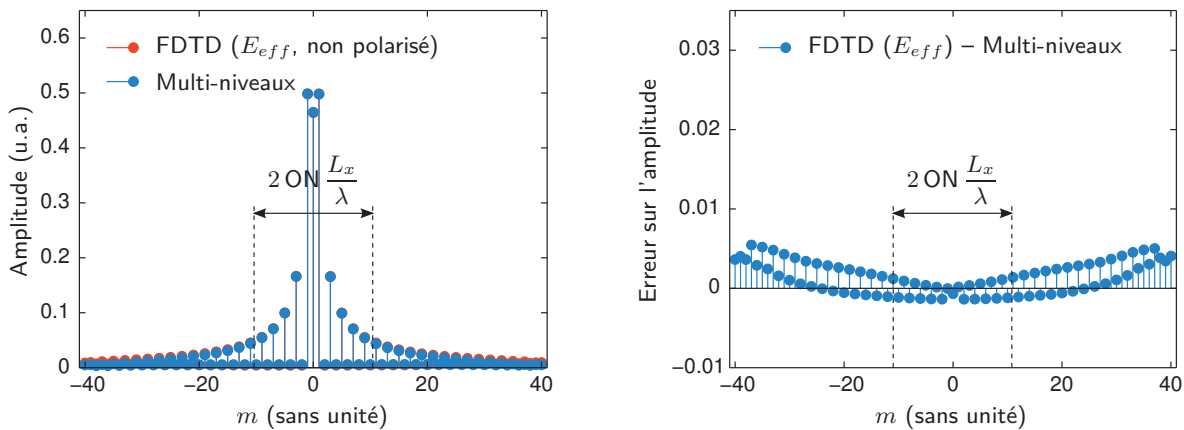 0.6
0.5
0.4
0.3
0.2
0.1
0
Amplitude (u.a.)
FDTD (E_eff, non polarisé)
Multi-niveaux
2 ON L_x/λ
−40
−20
0
20
40
m (sans unité)
0.03
0.02
0.01
0
−0.01
Erreur sur l'amplitude
FDTD (E_eff) – Multi-niveaux
2 ON L_x/λ
−40
−20
0
20
40
m (sans unité)